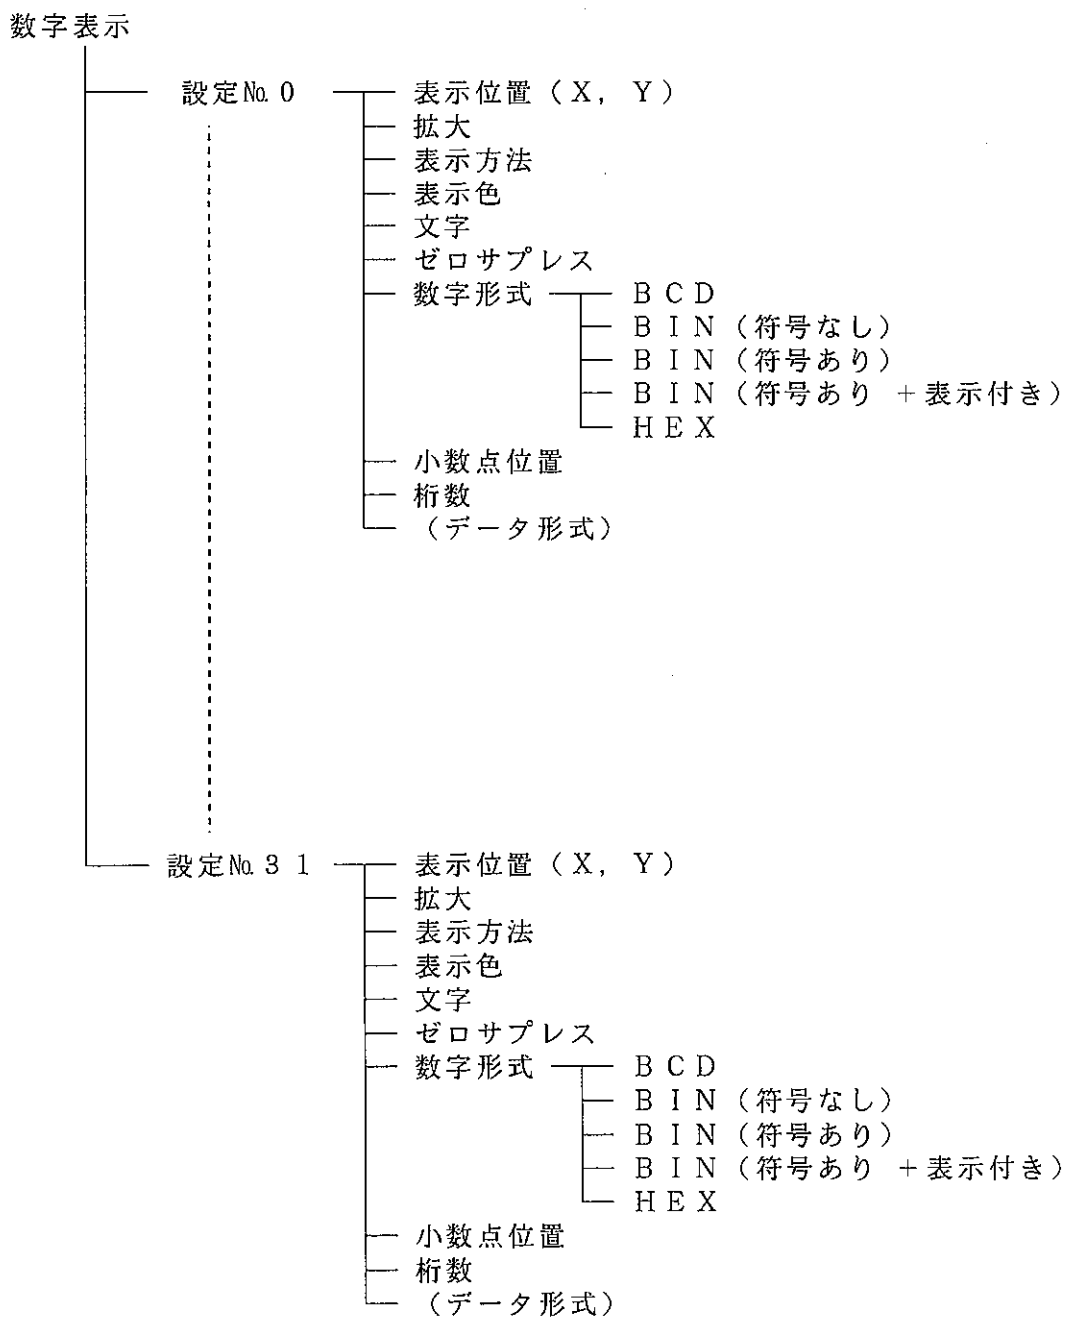 数字表示
設定№0 表示位置（X，Y）
拡大
表示方法
表示色
文字
ゼロサプレス
数字形式 BCD
BIN（符号なし）
BIN（符号あり）
BIN（符号あり ＋表示付き）
HEX
小数点位置
桁数
（データ形式）
設定№31 表示位置（X，Y）
拡大
表示方法
表示色
文字
ゼロサプレス
数字形式 BCD
BIN（符号なし）
BIN（符号あり）
BIN（符号あり ＋表示付き）
HEX
小数点位置
桁数
（データ形式）